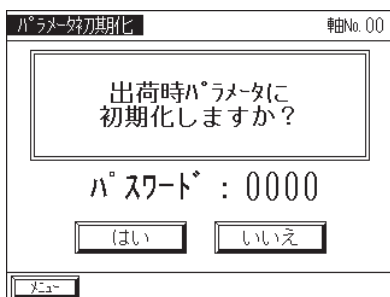 ﾊﾟﾗﾒｰﾀ初期化 軸No. 00
出荷時ﾊﾟﾗﾒｰﾀに
初期化しますか？
ﾊﾟｽﾜｰﾄﾞ : 0000
はい いいえ
ﾒﾆｭｰ